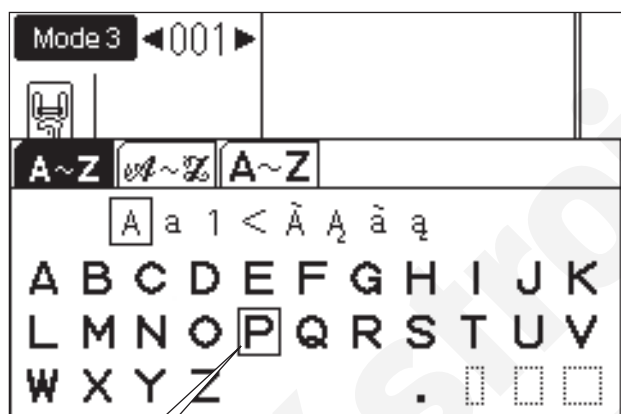 Mode 3 ◄001►
A~Z 𝒜~𝒵 A~Z
A a 1 < Ã Ą ã ą
A B C D E F G H I J K
L M N O P Q R S T U V
W X Y Z .